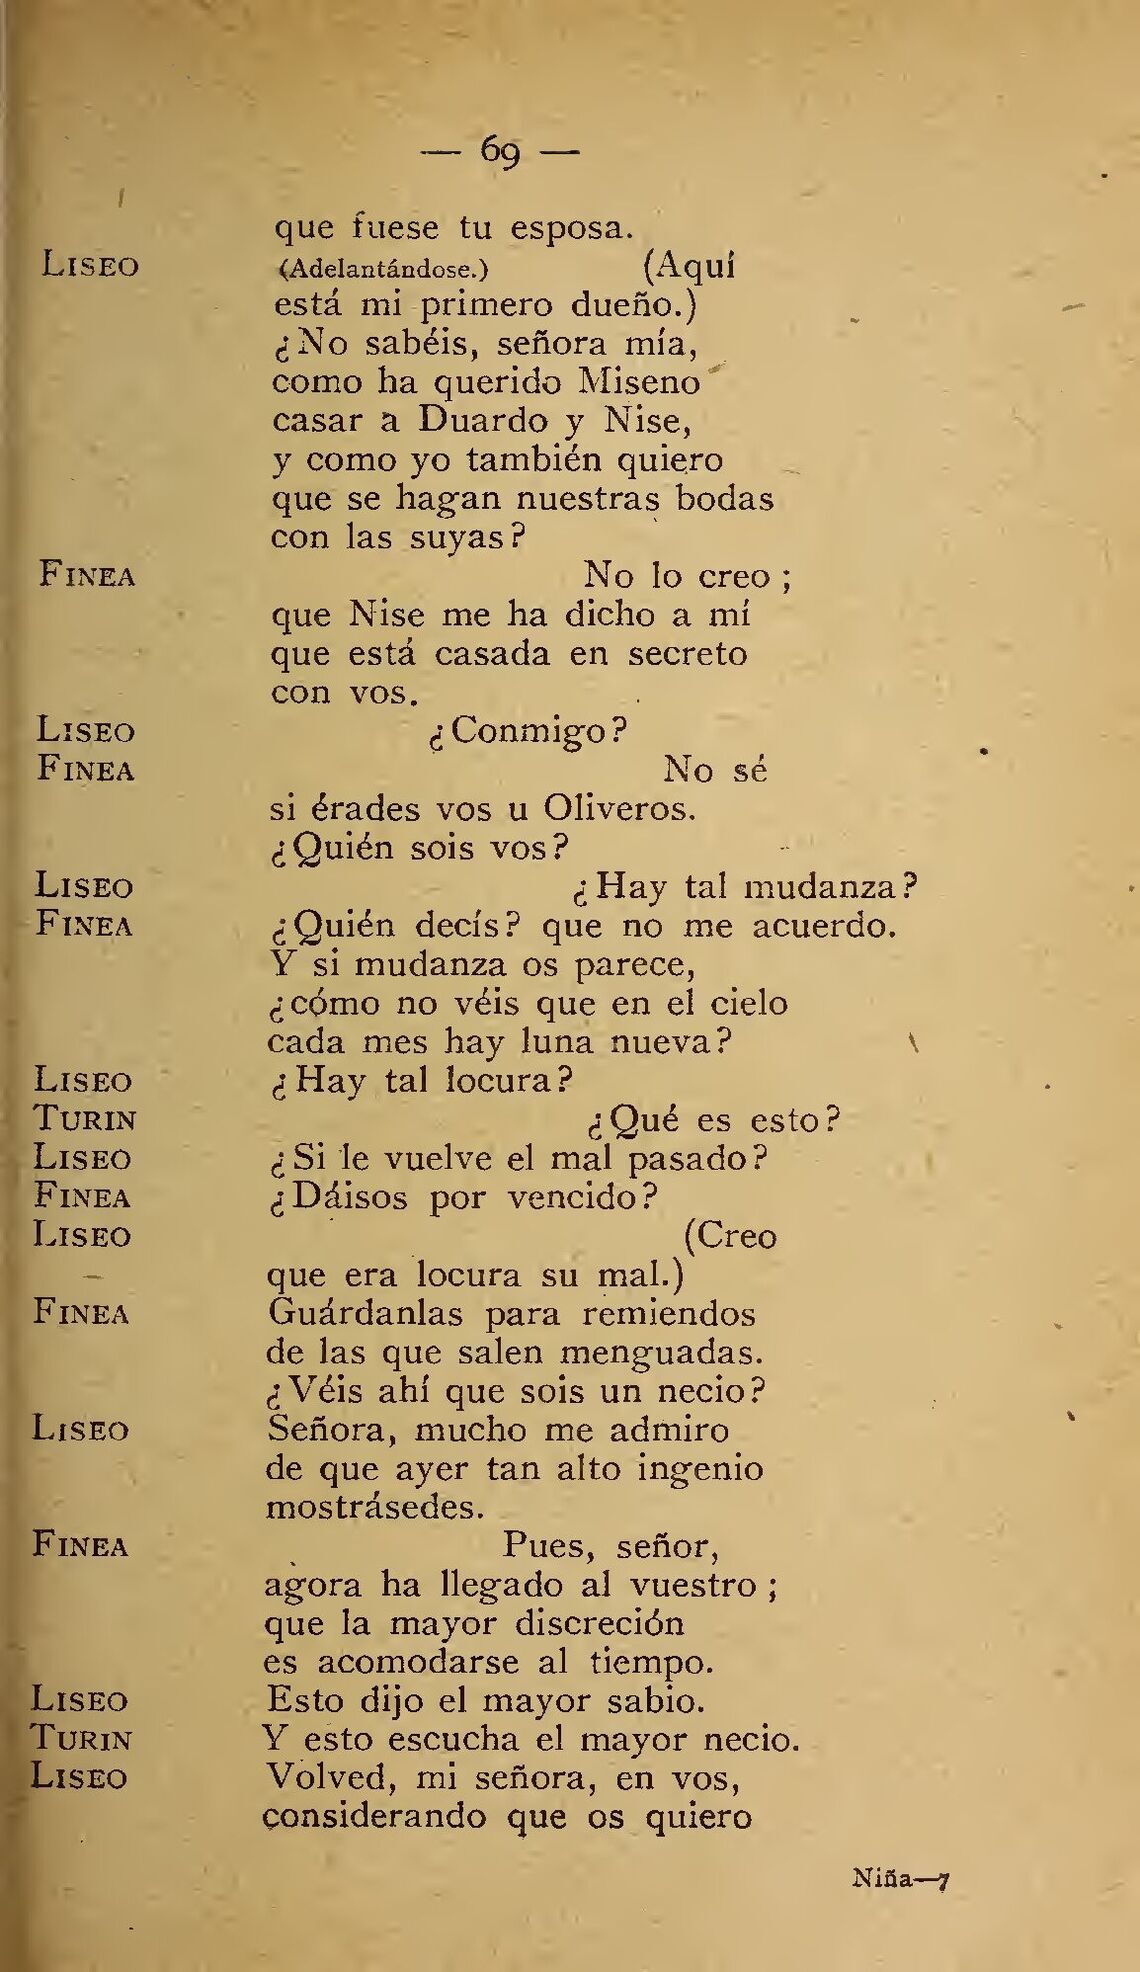 — 69 —
que fuese tu esposa.
LISEO (Adelantándose.) (Aquí
está mi primero dueño.)
¿No sabéis, señora mía,
como ha querido Miseno
casar a Duardo y Nise,
y como yo también quiero
que se hagan nuestras bodas
con las suyas?
FINEA No lo creo;
que Nise me ha dicho a mí
que está casada en secreto
con vos.
LISEO ¿Conmigo?
FINEA No sé
si érades vos u Oliveros.
¿Quién sois vos?
LISEO ¿Hay tal mudanza?
FINEA ¿Quién decís? que no me acuerdo.
Y si mudanza os parece,
¿cómo no véis que en el cielo
cada mes hay luna nueva?
LISEO ¿Hay tal locura?
TURIN ¿Qué es esto?
LISEO ¿Si le vuelve el mal pasado?
FINEA ¿Dáisos por vencido?
LISEO (Creo
que era locura su mal.)
FINEA Guárdanlas para remiendos
de las que salen menguadas.
¿Véis ahí que sois un necio?
LISEO Señora, mucho me admiro
de que ayer tan alto ingenio
mostrásedes.
FINEA Pues, señor,
agora ha llegado al vuestro;
que la mayor discreción
es acomodarse al tiempo.
LISEO Esto dijo el mayor sabio.
TURIN Y esto escucha el mayor necio.
LISEO Volved, mi señora, en vos,
considerando que os quiero
Niña—7